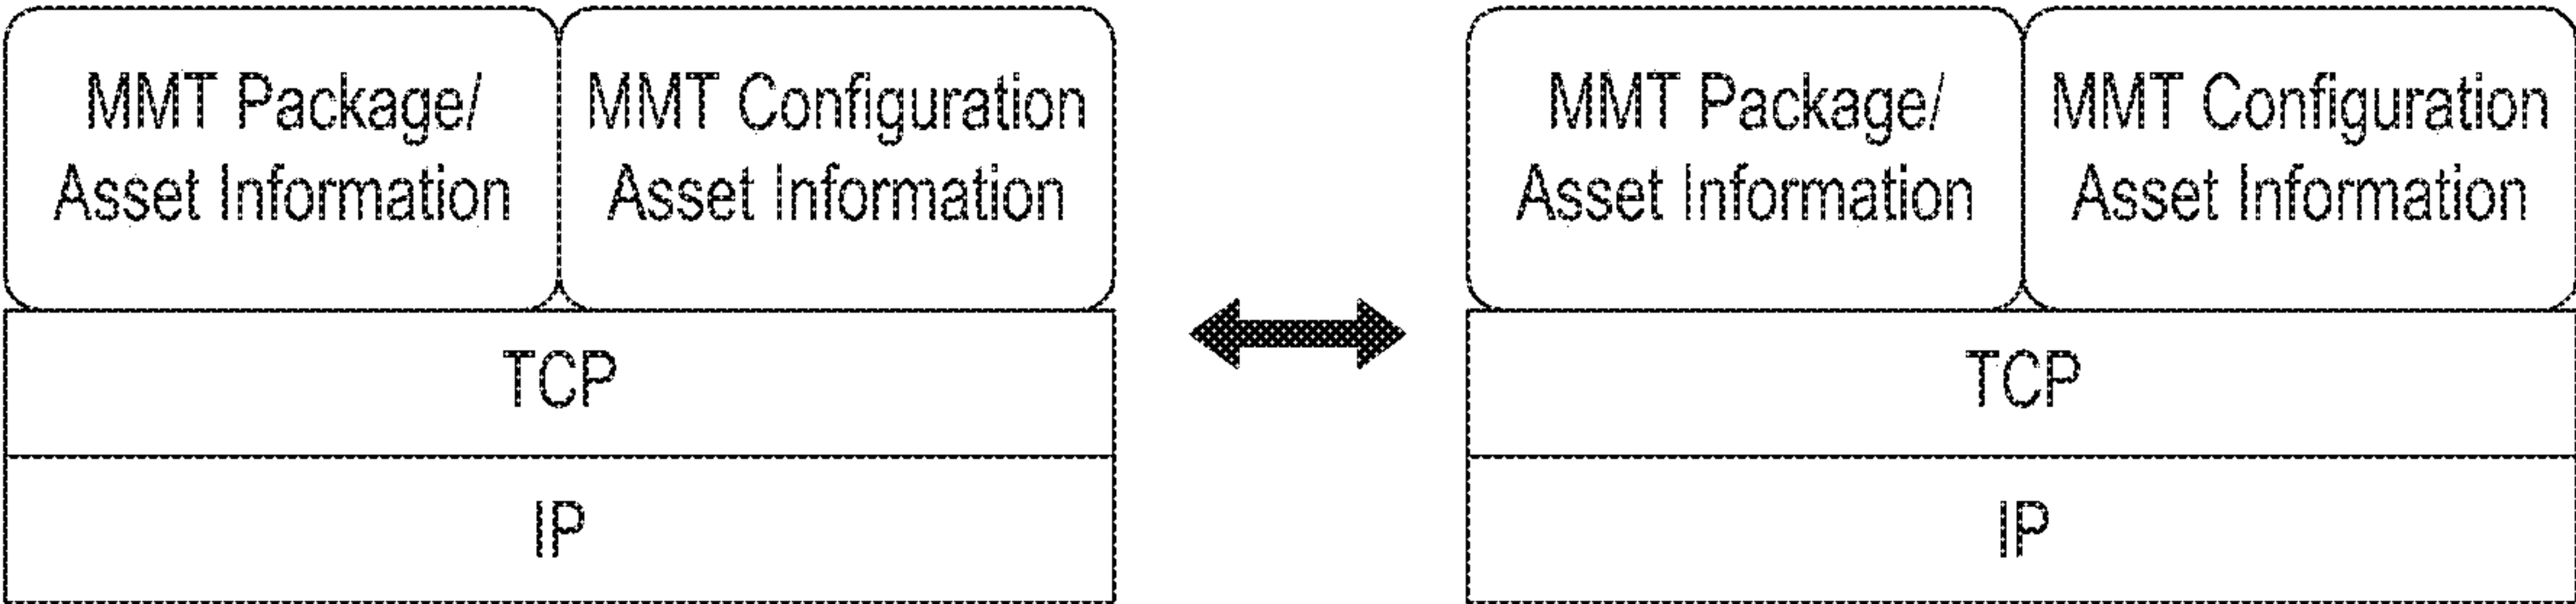 MMT Package/
Asset Information
MMT Configuration
Asset Information
TCP
IP
MMT Package/
Asset Information
MMT Configuration
Asset Information
TCP
IP